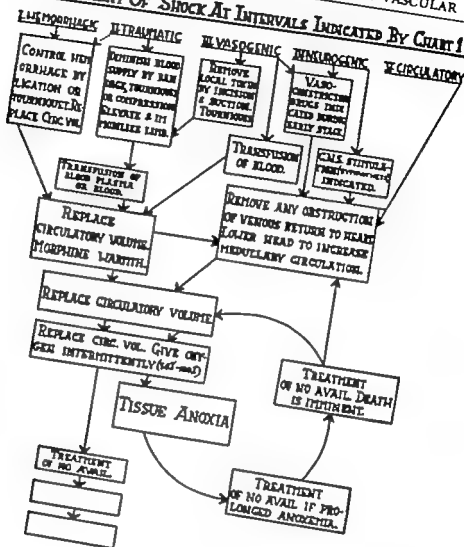 VASCULAR
OF SHOCK AT INTERVALS INDICATED BY CHART 1
I. HEMORRHAGIC
II. TRAUMATIC
III. VASOGENIC
IV. NEUROGENIC
V. CIRCULATORY
CONTROL HEM
ORRHAGE BY
PLICATION OF
TOURNIQUET. RE-
PLACE CIRC. VOL.
DIMINISH BLOOD
SUPPLY BY BAN
DAGE, TOURNIQUET
OR COMPRESSION.
ELEVATE & IM
MOBILIZE LIMB.
REMOVE
LOCAL TOXIN
BY INCISION
& SUCTION.
TOURNIQUET
VASO-
CONSTRICTION
DRUGS INDI
CATED DURING
EARLY STAGE.
TRANSFUSION OF
BLOOD PLASMA
OR BLOOD.
TRANSFUSION
OF BLOOD.
C.N.S. STIMULA-
INDICATED.
REPLACE
CIRCULATORY
VOLUME.
MORPHINE WARMTH.
REMOVE ANY OBSTRUCTION
OF VENOUS RETURN TO HEART
LOWER HEAD TO INCREASE
MEDULLARY CIRCULATION.
REPLACE CIRCULATORY VOLUME
REPLACE CIRC. VOL. GIVE OXY-
GEN INTERMITTENTLY
TISSUE ANOXIA
TREATMENT
OF NO AVAIL. DEATH
IS IMMINENT.
TREATMENT
OF NO AVAIL.
TREATMENT
OF NO AVAIL IF PRO-
LONGED ANOXEMIA.